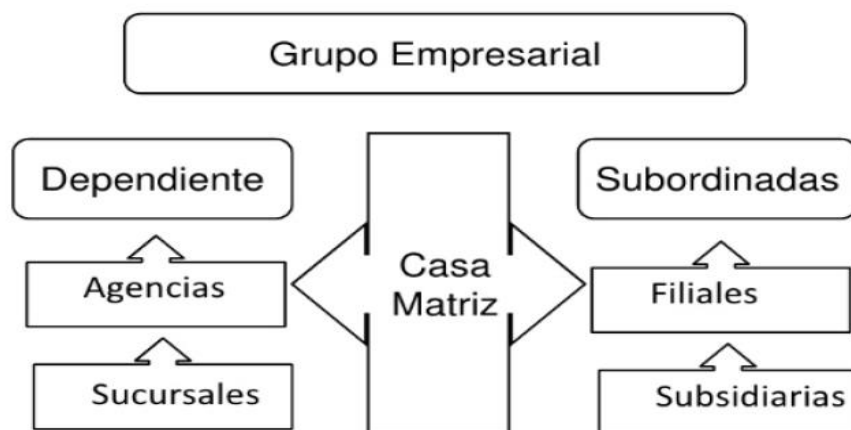 Grupo Empresarial
Dependiente
Subordinadas
Casa
Matriz
Agencias
Filiales
Sucursales
Subsidiarias